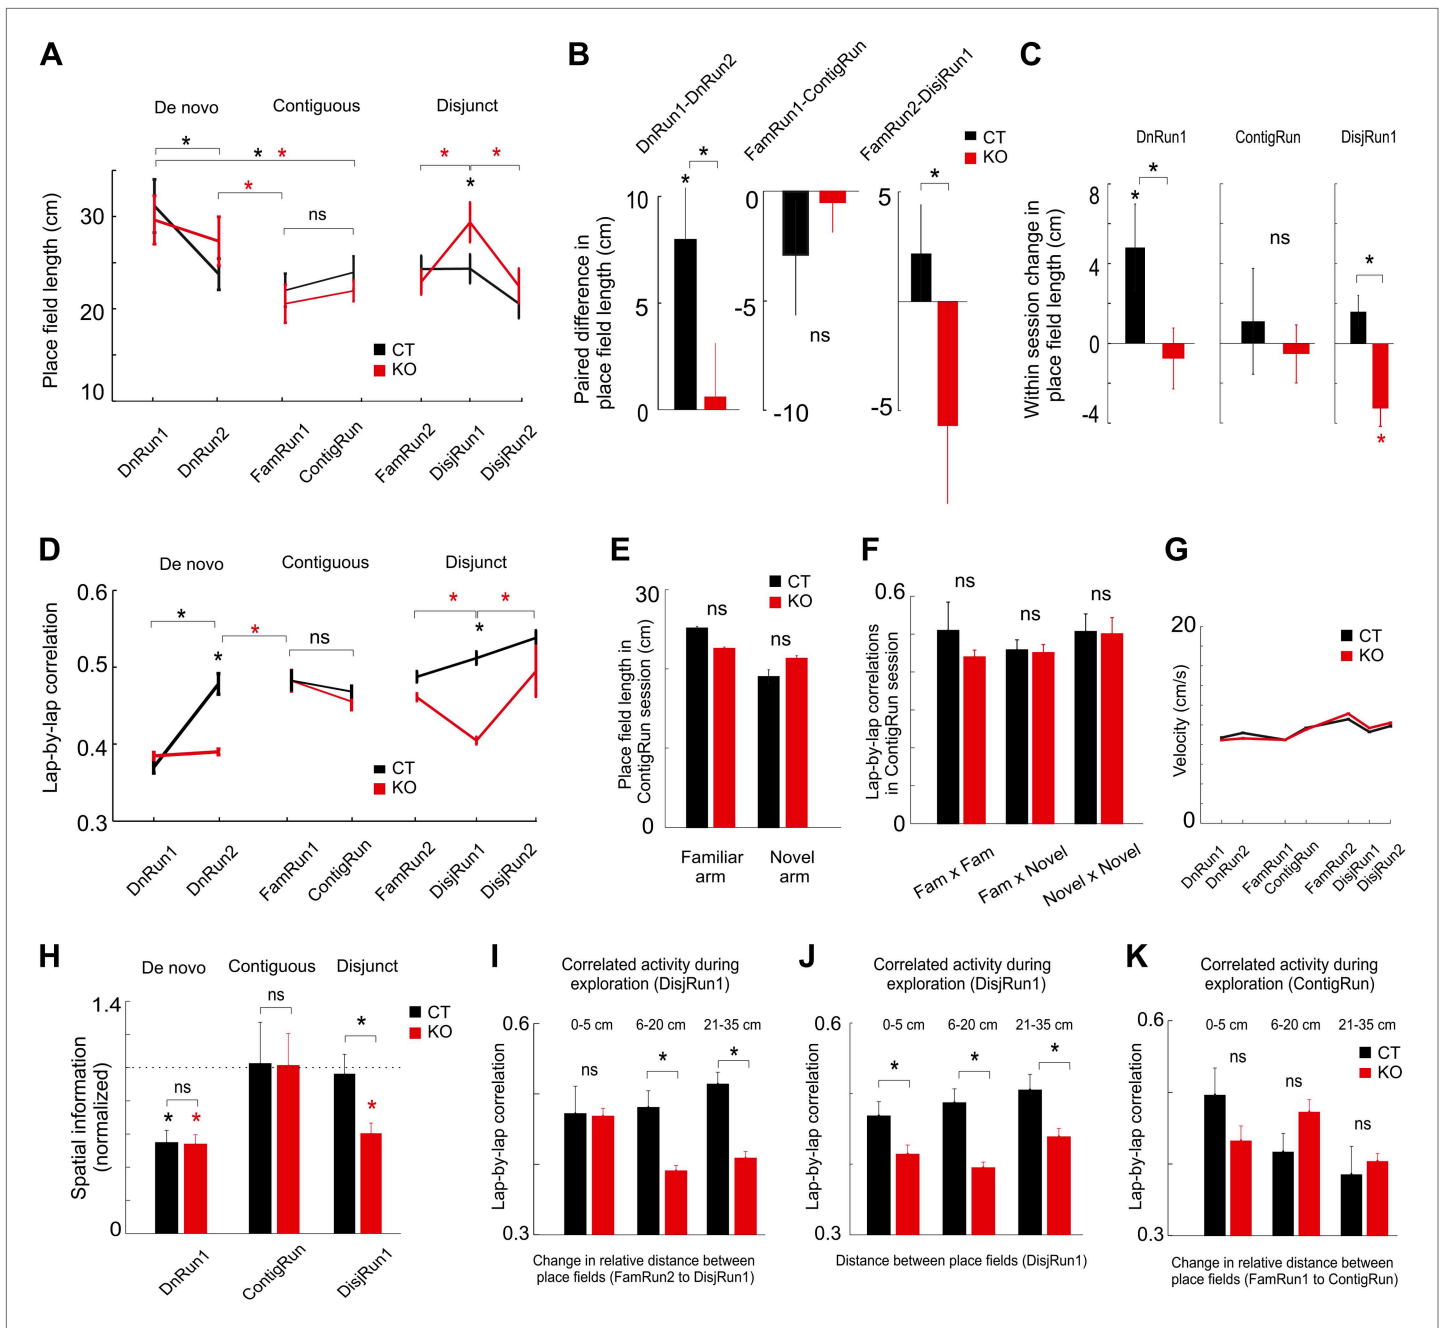 A
De novo
Contiguous
Disjunct
*
* *
* *
*
*
ns
Place field length (cm)
30
20
10
CT
KO
DnRun1
DnRun2
FamRun1
ContigRun
FamRun2
DisjRun1
DisjRun2
B
DnRun1-DnRun2
FamRun1-ContigRun
FamRun2-DisjRun1
CT
KO
Paired difference in
place field length (cm)
10
5
0
*
*
0
-5
-10
ns
5
-5
*
C
DnRun1
ContigRun
DisjRun1
Within session change in
place field length (cm)
8
4
0
-4
*
*
ns
*
*
D
De novo
Contiguous
Disjunct
Lap-by-lap correlation
0.6
0.5
0.4
0.3
*
*
*
ns
* *
*
CT
KO
DnRun1
DnRun2
FamRun1
ContigRun
FamRun2
DisjRun1
DisjRun2
E
Place field length in
ContigRun session (cm)
30
0
CT
KO
ns
ns
Familiar
arm
Novel
arm
F
Lap-by-lap correlations
in ContigRun session
0.6
0
ns
ns
ns
Fam x Fam
Fam x Novel
Novel x Novel
G
Velocity (cm/s)
20
0
CT
KO
DnRun1
DnRun2
FamRun1
ContigRun
FamRun2
DisjRun1
DisjRun2
H
De novo
Contiguous
Disjunct
Spatial information
(normalized)
1.4
0
ns
* *
ns
*
*
CT
KO
DnRun1
ContigRun
DisjRun1
I
Correlated activity during
exploration (DisjRun1)
Lap-by-lap correlation
0.6
0.3
0-5 cm
6-20 cm
21-35 cm
ns
*
*
Change in relative distance between
place fields (FamRun2 to DisjRun1)
J
Correlated activity during
exploration (DisjRun1)
Lap-by-lap correlation
0.6
0.3
0-5 cm
6-20 cm
21-35 cm
*
*
*
Distance between place fields (DisjRun1)
K
Correlated activity during
exploration (ContigRun)
Lap-by-lap correlation
0.6
0.3
0-5 cm
6-20 cm
21-35 cm
ns
ns
ns
CT
KO
Change in relative distance between
place fields (FamRun1 to ContigRun)